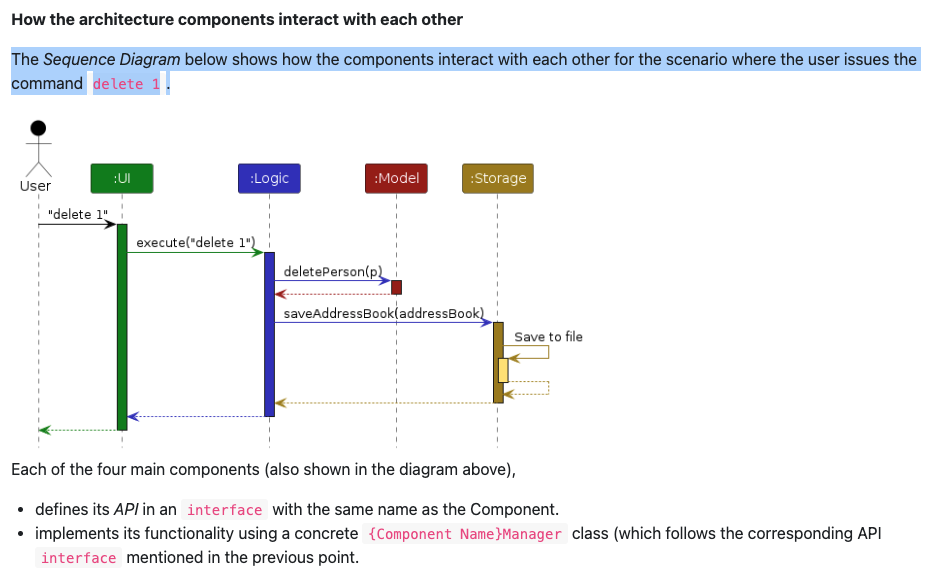 How the architecture components interact with each other
The Sequence Diagram below shows how the components interact with each other for the scenario where the user issues the
command delete 1 .
User
:UI
:Logic
:Model
:Storage
"delete 1"
execute("delete 1")
deletePerson(p)
saveAddressBook(addressBook)
Save to file
Each of the four main components (also shown in the diagram above),
• defines its API in an interface with the same name as the Component.
• implements its functionality using a concrete {Component Name}Manager class (which follows the corresponding API
interface mentioned in the previous point.